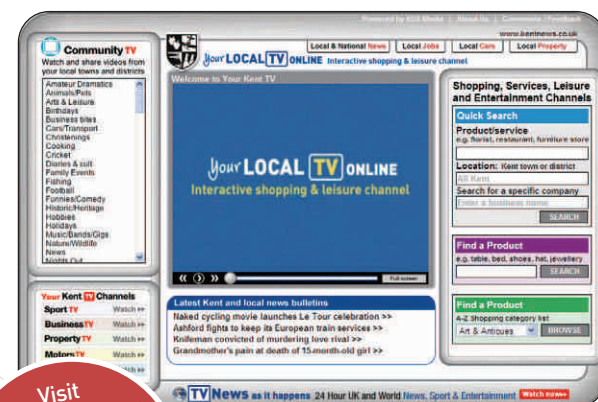 Powered by KOS Media | About Us | Comments / Feedback
www.kentnews.co.uk
Community TV
Watch and share videos from
your local towns and districts
Amateur Dramatics
Animals/Pets
Arts & Leisure
Birthdays
Business bites
Cars/Transport
Christenings
Cooking
Cricket
Diaries & cult
Family Events
Fishing
Football
Funnies/Comedy
Historic/Heritage
Hobbies
Holidays
Music/Bands/Gigs
Nature/Wildlife
News
Nights Out
Your Kent TV Channels
Sport TV Watch >>
Business TV Watch >>
Property TV Watch >>
Motors TV Watch >>
Watch >>
Visit
Local & National News
Local Jobs
Local Cars
Local Property
Your LOCAL TV ONLINE Interactive shopping & leisure channel
Welcome to Your Kent TV
Your LOCAL TV ONLINE
Interactive shopping & leisure channel
Full screen
Latest Kent and local news bulletins
Naked cycling movie launches Le Tour celebration >>
Ashford fights to keep its European train services >>
Knifeman convicted of murdering love rival >>
Grandmother's pain at death of 15-month-old girl >>
TV News as it happens 24 Hour UK and World News, Sport & Entertainment Watch now>>
Shopping, Services, Leisure
and Entertainment Channels
Quick Search
Product/service
e.g. florist, restaurant, furniture store
Location: Kent town or district
All Kent
Search for a specific company
Enter a business name
SEARCH
Find a Product
e.g. table, bed, shoes, hat, jewellery
SEARCH
Find a Product
A-Z Shopping category list
Art & Antiques
BROWSE